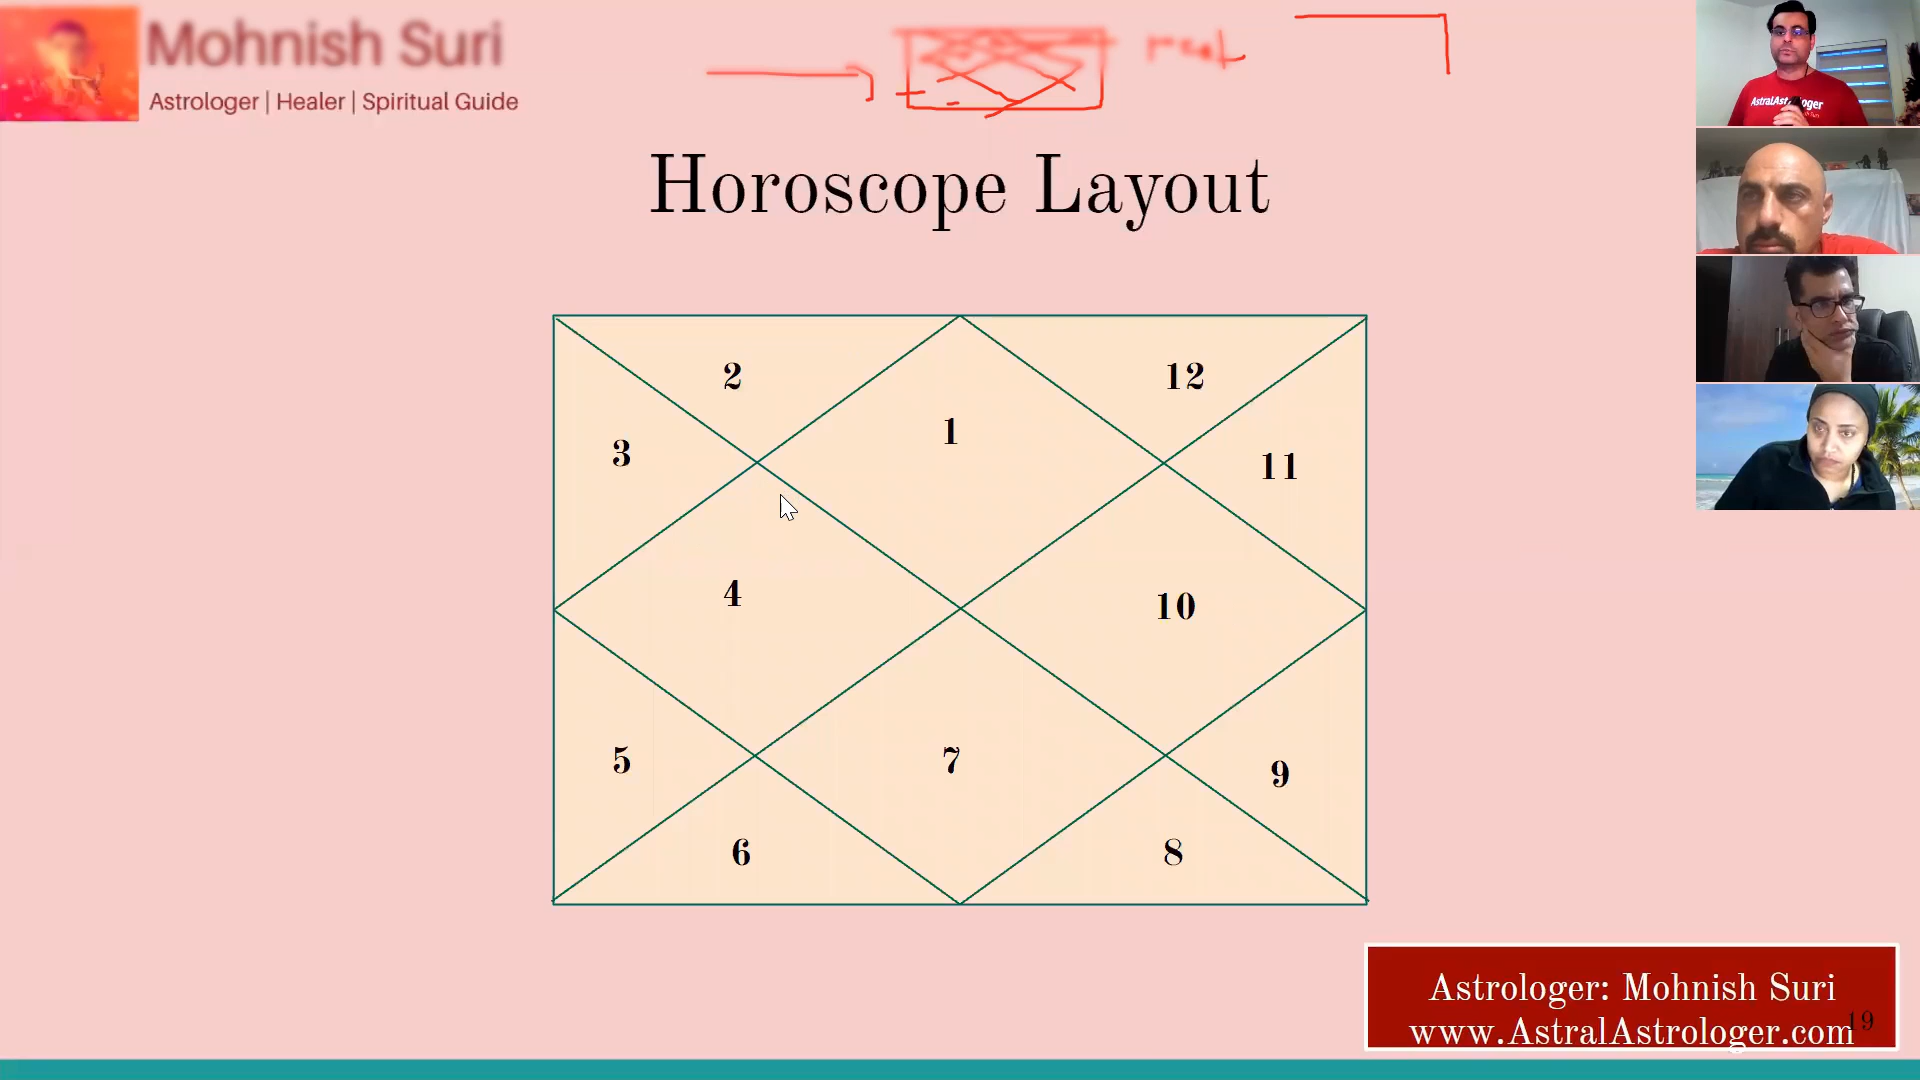 Mohnish Suri
Astrologer | Healer | Spiritual Guide
Horoscope Layout
2
12
1
3
11
4
10
5
7
9
6
8
Astrologer: Mohnish Suri
www.AstralAstrologer.com
19